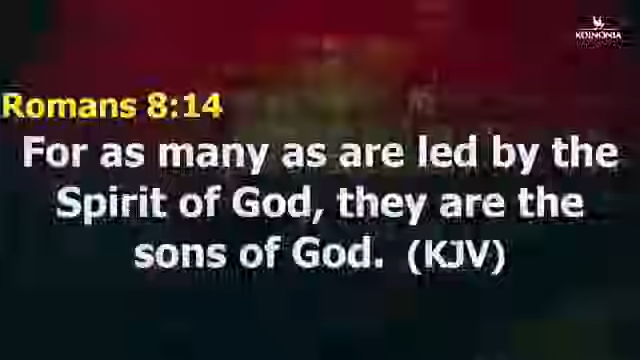 KOINONIA
Romans 8:14
For as many as are led by the
Spirit of God, they are the
sons of God. (KJV)